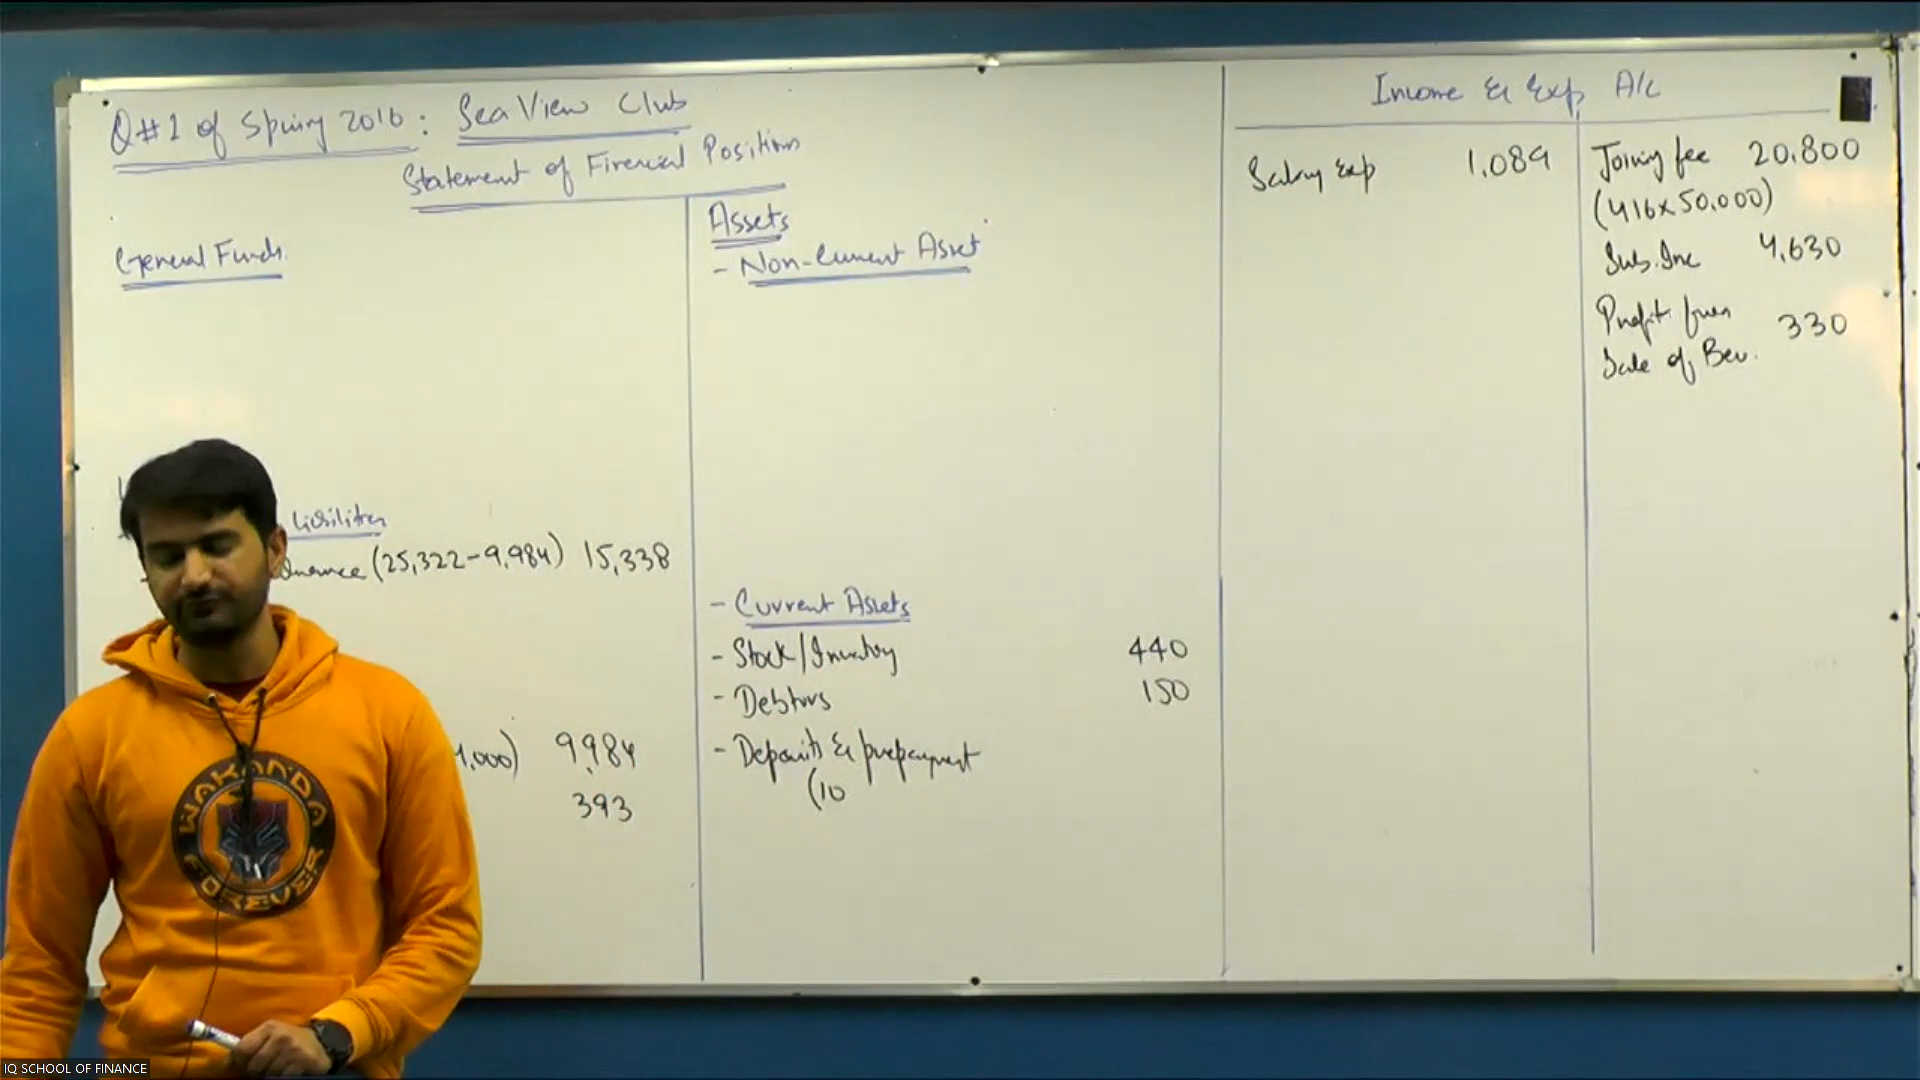 Q#1 of Spring 2016: Sea View Club
Statement of Financial Position
General Funds
Liabilities
(25,322-9,984) 15,338
,000) 9,984
393
Assets
- Non-Current Asset
- Current Assets
- Stock/Inventory 440
- Debtors 150
- Deposits & prepayment
(10
Income & Exp A/c
Salary Exp 1,089
Joining fee 20,800
(416x50,000)
Sub. Inc 4,630
Profit from 330
Sale of Bev.
WAKANDA
FOREVER
IQ SCHOOL OF FINANCE